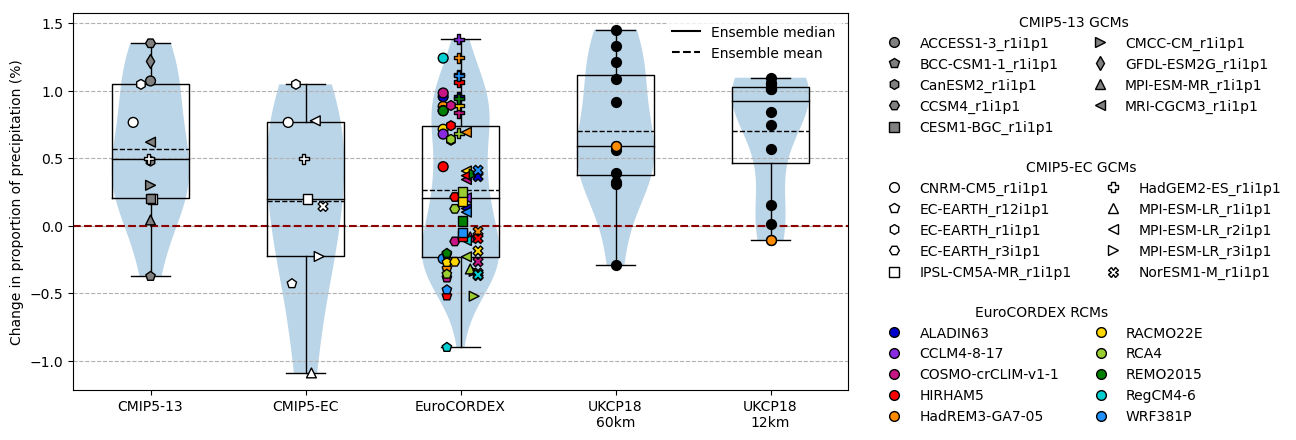 Change in proportion of precipitation (%)
1.5
1.0
0.5
0.0
−0.5
−1.0
Ensemble median
Ensemble mean
CMIP5-13
CMIP5-EC
EuroCORDEX
UKCP18
60km
UKCP18
12km
CMIP5-13 GCMs
ACCESS1-3_r1i1p1
BCC-CSM1-1_r1i1p1
CanESM2_r1i1p1
CCSM4_r1i1p1
CESM1-BGC_r1i1p1
CMCC-CM_r1i1p1
GFDL-ESM2G_r1i1p1
MPI-ESM-MR_r1i1p1
MRI-CGCM3_r1i1p1
CMIP5-EC GCMs
CNRM-CM5_r1i1p1
EC-EARTH_r12i1p1
EC-EARTH_r1i1p1
EC-EARTH_r3i1p1
IPSL-CM5A-MR_r1i1p1
HadGEM2-ES_r1i1p1
MPI-ESM-LR_r1i1p1
MPI-ESM-LR_r2i1p1
MPI-ESM-LR_r3i1p1
NorESM1-M_r1i1p1
EuroCORDEX RCMs
ALADIN63
CCLM4-8-17
COSMO-crCLIM-v1-1
HIRHAM5
HadREM3-GA7-05
RACMO22E
RCA4
REMO2015
RegCM4-6
WRF381P